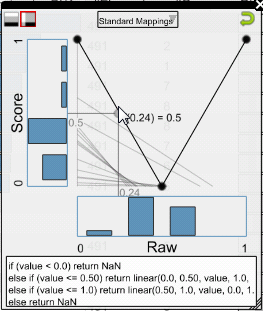 Standard Mappings
1
Score
0
0.5
(0.24) = 0.5
0.24
0
Raw
1
if (value < 0.0) return NaN
else if (value <= 0.50) return linear(0.0, 0.50, value, 1.0,
else if (value <= 1.0) return linear(0.50, 1.0, value, 0.0, 1.
else return NaN